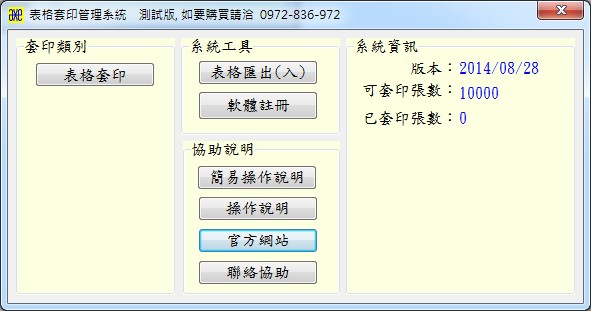 axe 表格套印管理系統 測試版, 如要購買請洽 0972-836-972
套印類別
表格套印
系統工具
表格匯出(入)
軟體註冊
協助說明
簡易操作說明
操作說明
官方網站
聯絡協助
系統資訊
版本：2014/08/28
可套印張數：10000
已套印張數：0